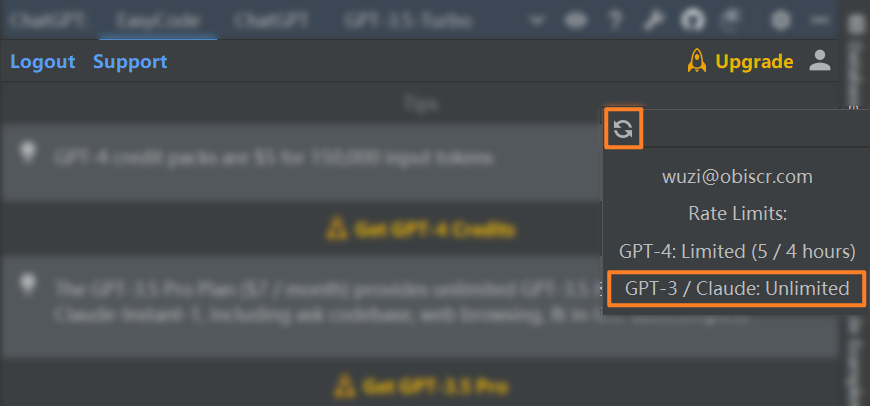 ChatGPT:
EasyCode
ChatGPT
GPT-3.5-Turbo
Logout Support
Upgrade
Tips
GPT-4 credit packs are $5 for 150,000 input tokens
Get GPT-4 Credits
The GPT-3.5 Pro Plan ($7 / month) provides unlimited GPT-3.5
Claude-Instant-1, including ask codebase, web browsing, &
Get GPT-3.5 Pro
wuzi@obiscr.com
Rate Limits:
GPT-4: Limited (5 / 4 hours)
GPT-3 / Claude: Unlimited
Database